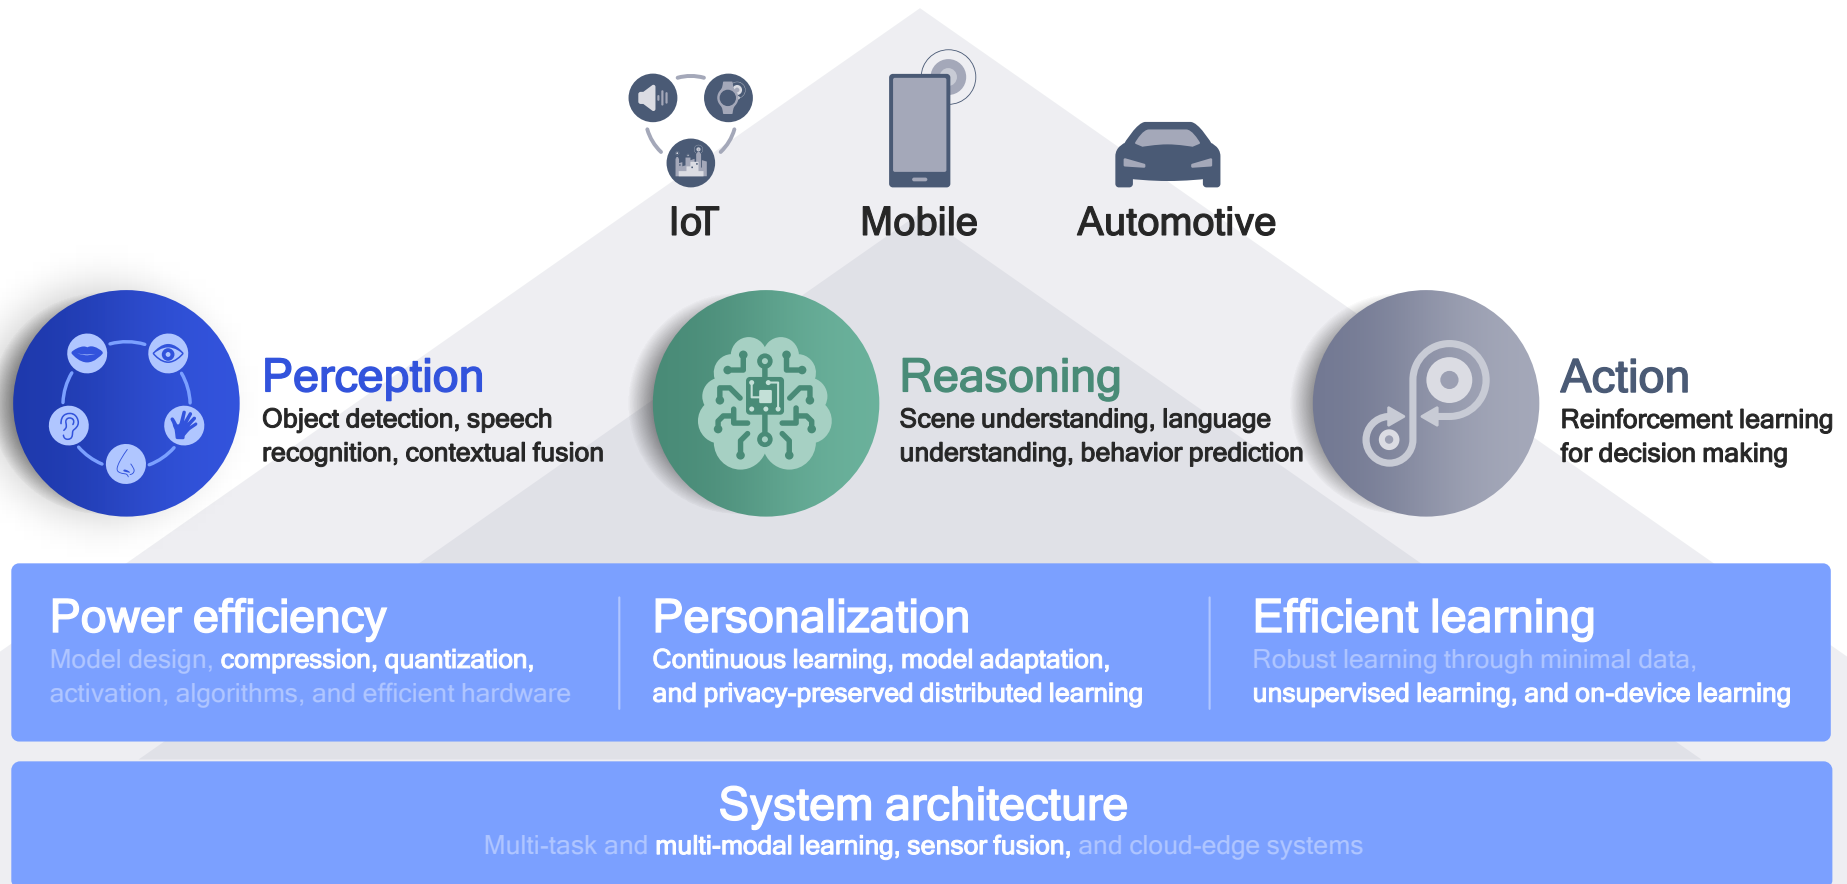 IoT
Mobile
Automotive
Perception
Object detection, speech
recognition, contextual fusion
Reasoning
Scene understanding, language
understanding, behavior prediction
Action
Reinforcement learning
for decision making
Power efficiency
Model design, compression, quantization,
activation, algorithms, and efficient hardware
Personalization
Continuous learning, model adaptation,
and privacy-preserved distributed learning
Efficient learning
Robust learning through minimal data,
unsupervised learning, and on-device learning
System architecture
Multi-task and multi-modal learning, sensor fusion, and cloud-edge systems